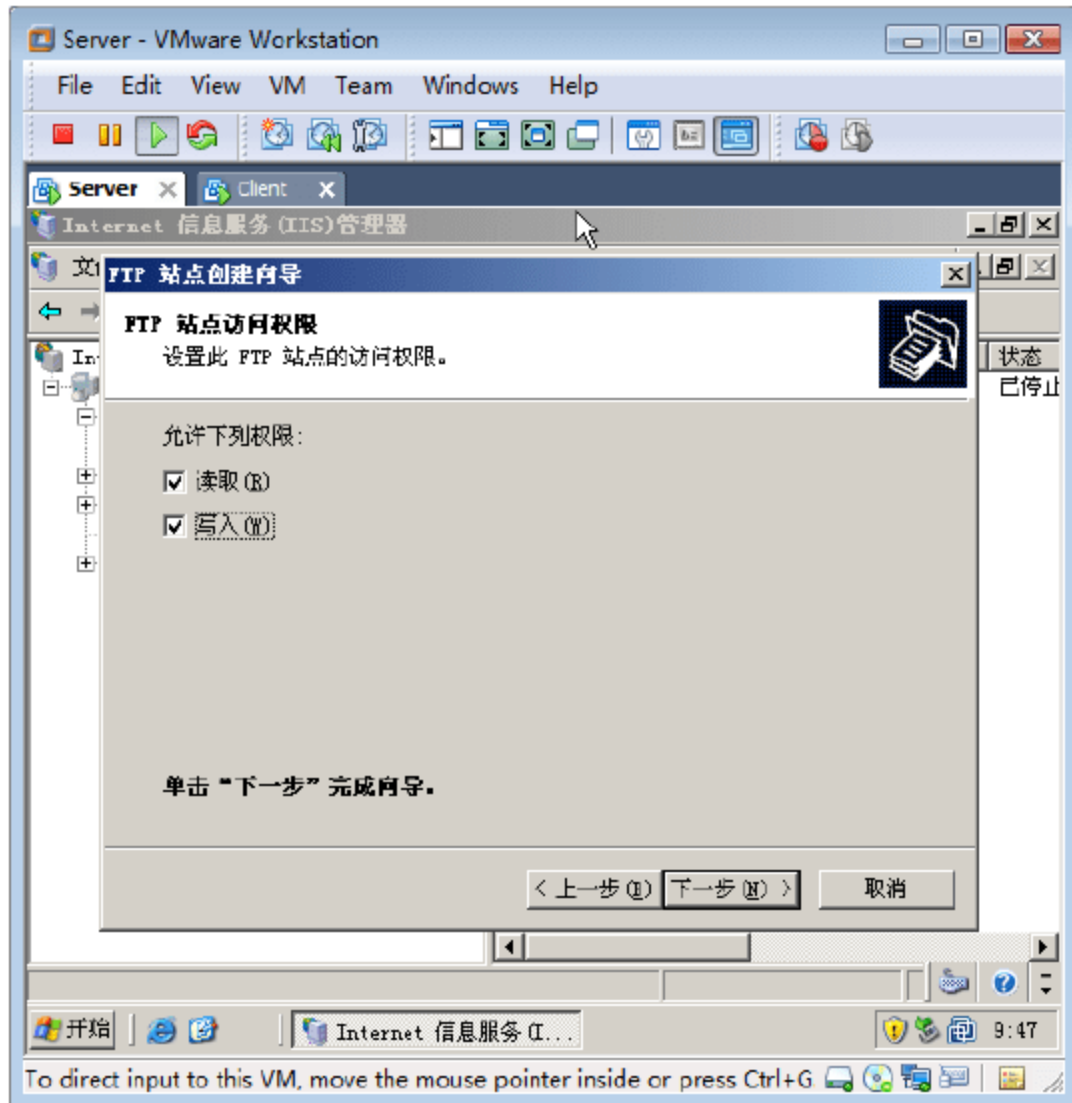 Server - VMware Workstation
File Edit View VM Team Windows Help
Server Client
Internet 信息服务(IIS)管理器
文
FTP 站点创建向导
FTP 站点访问权限
设置此 FTP 站点的访问权限。
In
状态
已停止
允许下列权限:
读取(R)
写入(W)
单击“下一步”完成向导。
< 上一步(B) 下一步(N) > 取消
开始 Internet 信息服务(I... 9:47
To direct input to this VM, move the mouse pointer inside or press Ctrl+G.